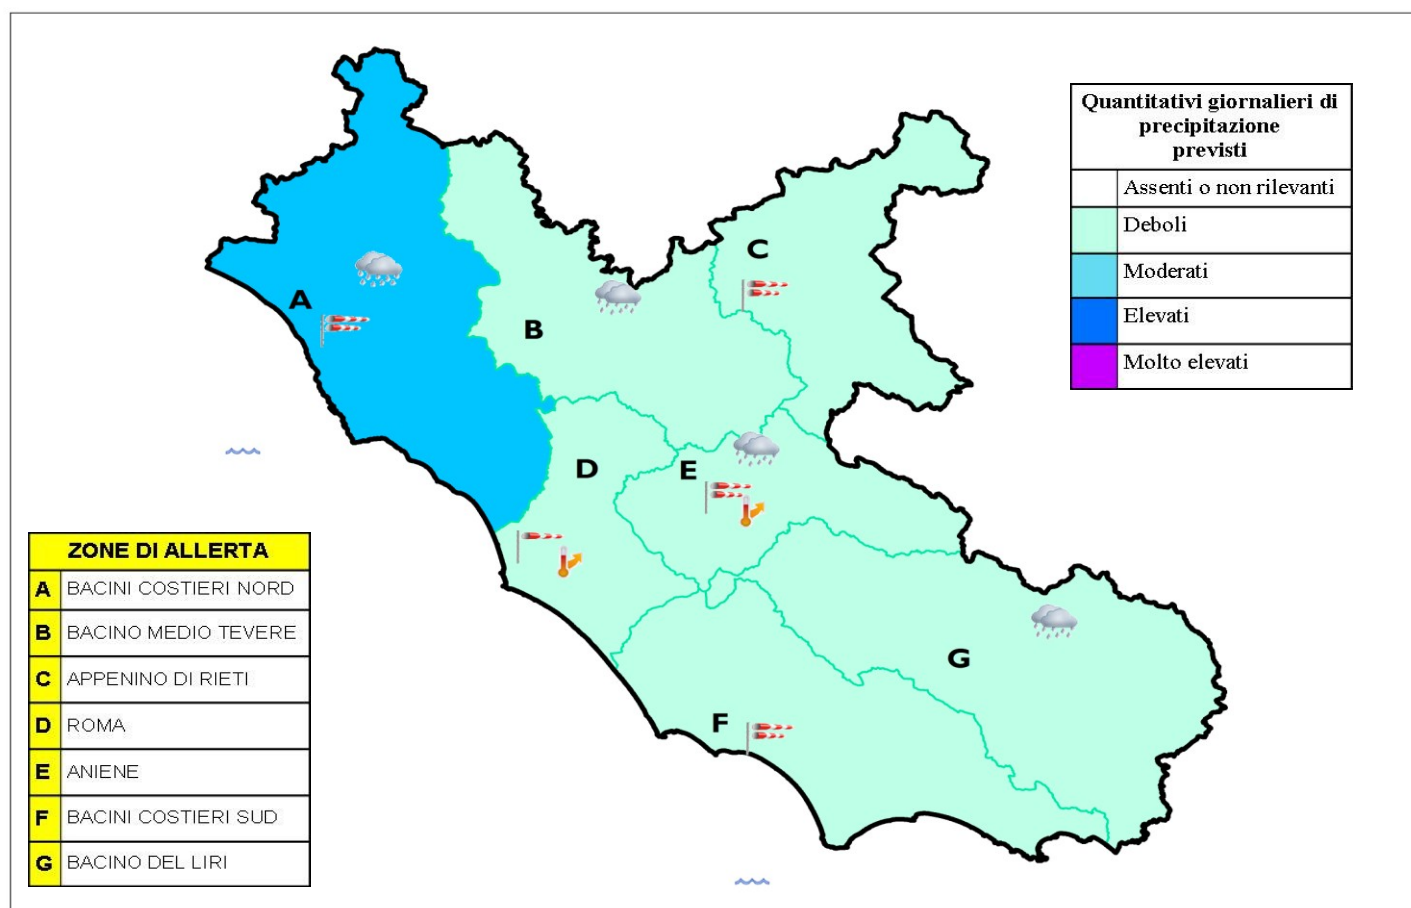 Quantitativi giornalieri di
precipitazione
previsti
Assenti o non rilevanti
Deboli
Moderati
Elevati
Molto elevati
A
B
C
D
E
F
G
ZONE DI ALLERTA
A BACINI COSTIERI NORD
B BACINO MEDIO TEVERE
C APPENINO DI RIETI
D ROMA
E ANIENE
F BACINI COSTIERI SUD
G BACINO DEL LIRI